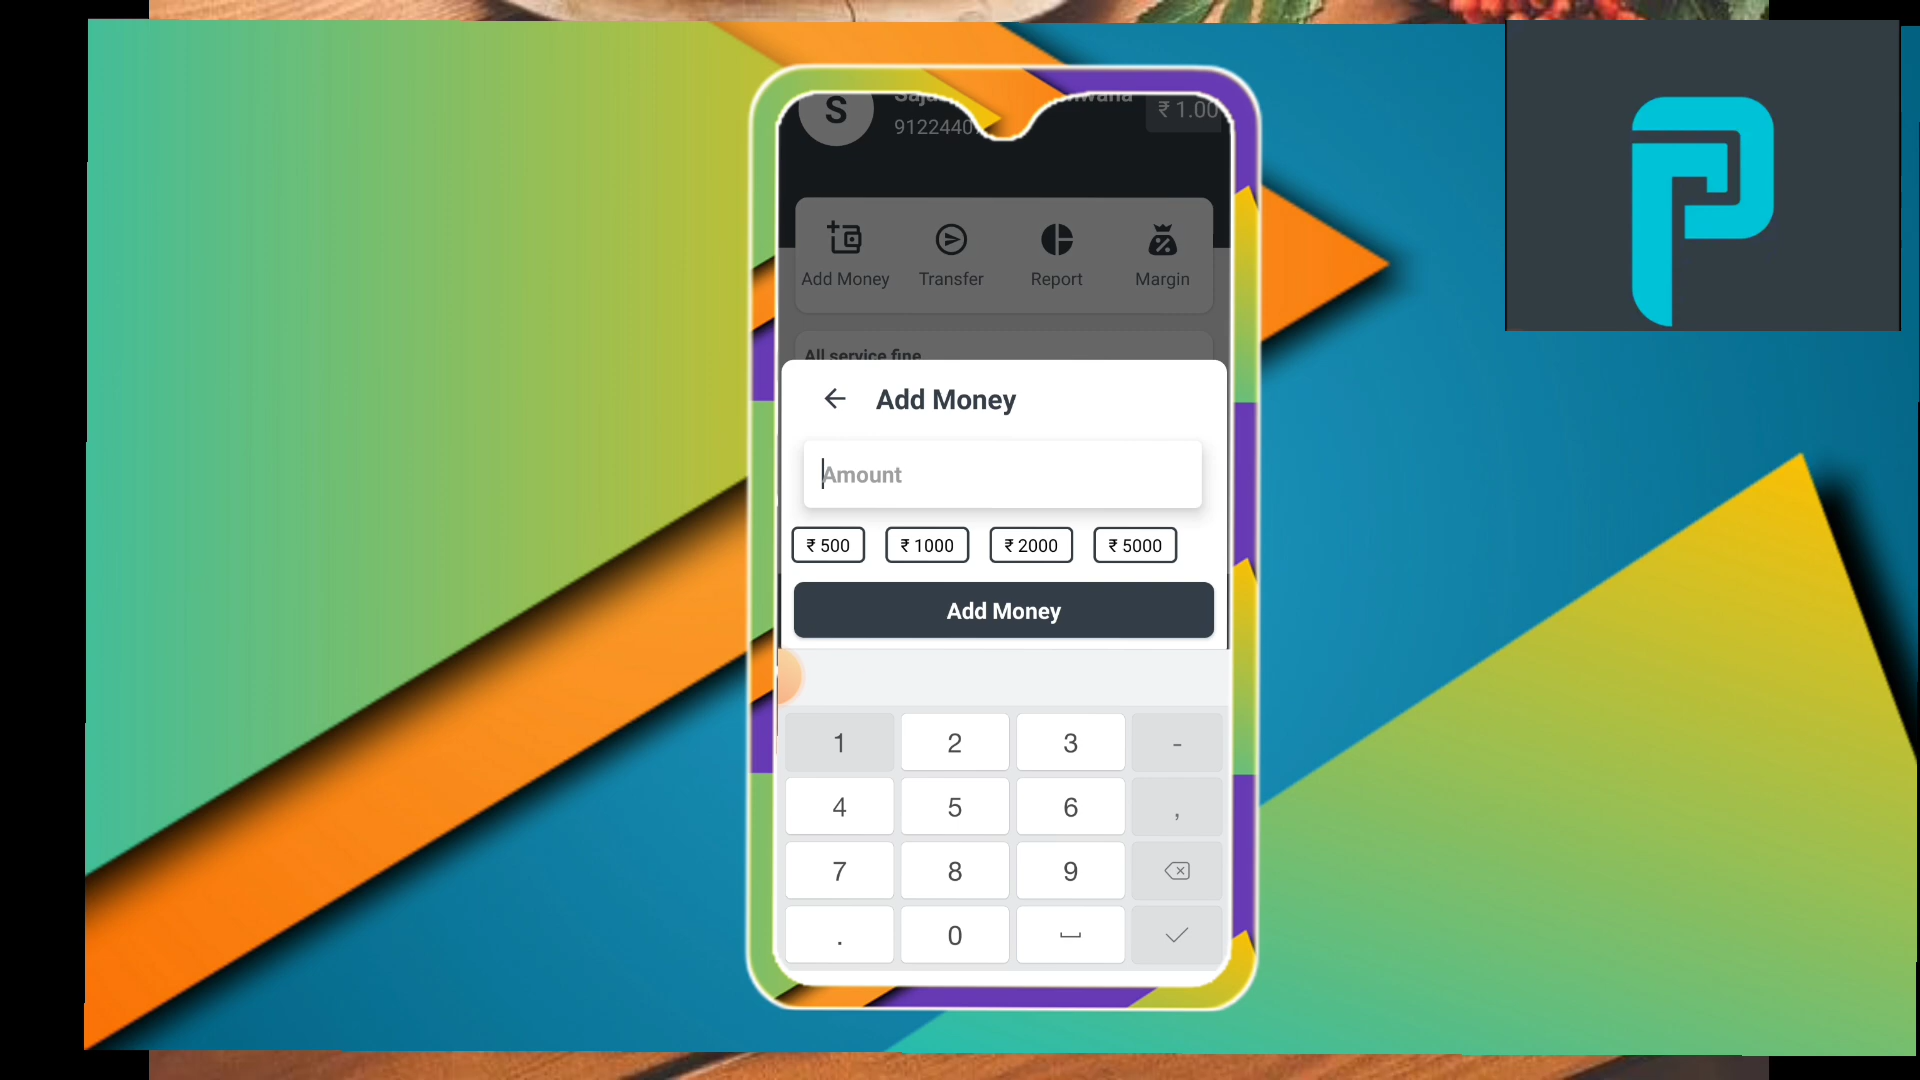 S
₹ 1.00
Add Money
Transfer
Report
Margin
All service fine
Add Money
Amount
₹ 500
₹ 1000
₹ 2000
₹ 5000
Add Money
1
2
3
-
4
5
6
,
7
8
9
.
0